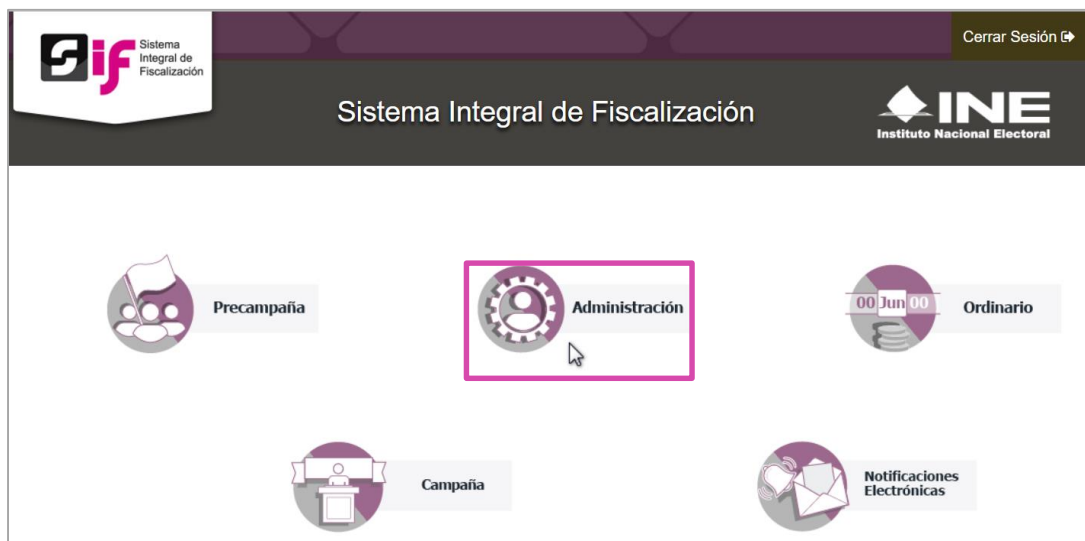 Sistema
Integral de
Fiscalización
sif
Cerrar Sesión
Sistema Integral de Fiscalización
INE
Instituto Nacional Electoral
Precampaña
Administración
00 Jun 00
Ordinario
Campaña
Notificaciones
Electrónicas